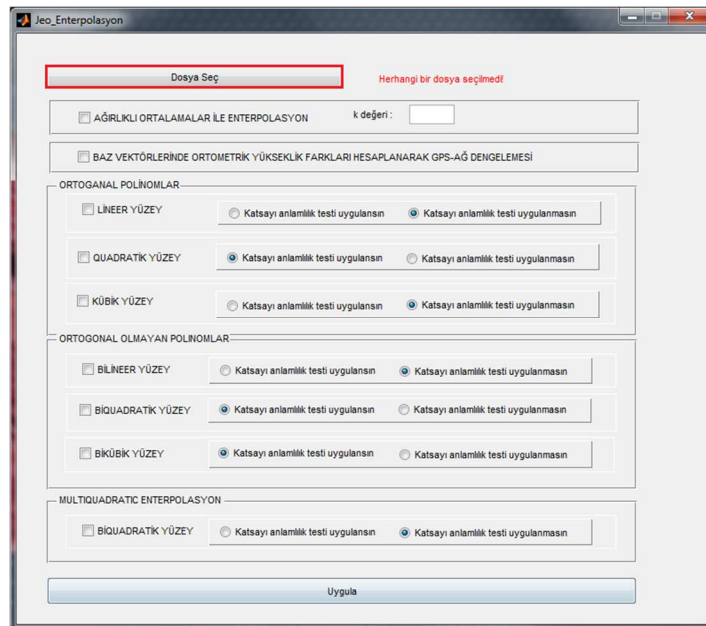 Jeo_Enterpolasyon
Dosya Seç
Herhangi bir dosya seçilmedi!
AĞIRLIKLI ORTALAMALAR İLE ENTERPOLASYON k değeri :
BAZ VEKTÖRLERİNDE ORTOMETRİK YÜKSEKLİK FARKLARI HESAPLANARAK GPS-AĞ DENGELEMESİ
ORTOGANAL POLİNOMLAR
LİNEER YÜZEY Katsayı anlamlılık testi uygulansın Katsayı anlamlılık testi uygulanmasın
QUADRATİK YÜZEY Katsayı anlamlılık testi uygulansın Katsayı anlamlılık testi uygulanmasın
KÜBİK YÜZEY Katsayı anlamlılık testi uygulansın Katsayı anlamlılık testi uygulanmasın
ORTOGONAL OLMAYAN POLINOMLAR
BİLİNEER YÜZEY Katsayı anlamlılık testi uygulansın Katsayı anlamlılık testi uygulanmasın
BİQUADRATİK YÜZEY Katsayı anlamlılık testi uygulansın Katsayı anlamlılık testi uygulanmasın
BİKÜBİK YÜZEY Katsayı anlamlılık testi uygulansın Katsayı anlamlılık testi uygulanmasın
MULTIQUADRATIC ENTERPOLASYON
BİQUADRATİK YÜZEY Katsayı anlamlılık testi uygulansın Katsayı anlamlılık testi uygulanmasın
Uygula